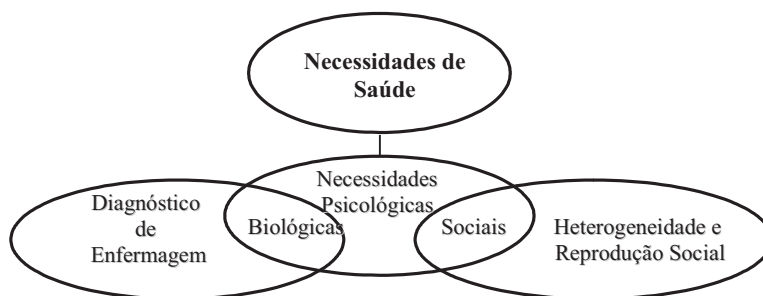 Necessidades de
Saúde
Necessidades
Psicológicas
Diagnóstico
de
Enfermagem
Biológicas
Sociais
Heterogeneidade e
Reprodução Social